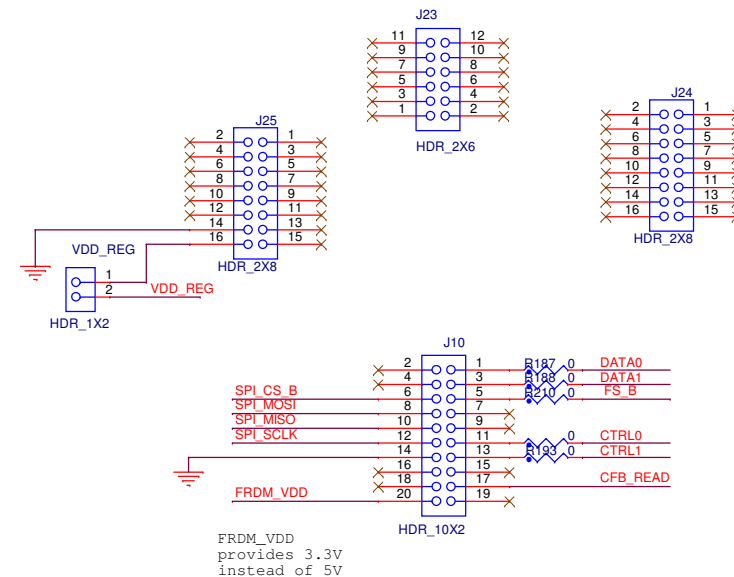 J23
11 12
9 10
7 8
5 6
3 4
1 2
HDR_2X6
J24
2 1
4 3
6 5
8 7
10 9
12 11
14 13
16 15
HDR_2X8
J25
2 1
4 3
6 5
8 7
10 9
12 11
14 13
16 15
HDR_2X8
VDD_REG
1
2 VDD_REG
HDR_1X2
J10
2 1 R187 0 DATA0
4 3 R188 0 DATA1
SPI_CS_B 6 5 R210 0 FS_B
SPI_MOSI 8 7
SPI_MISO 10 9
SPI_SCLK 12 11 0 CTRL0
14 13 R193 0 CTRL1
16 15
18 17 CFB_READ
FRDM_VDD 20 19
HDR_10X2
FRDM_VDD
provides 3.3V
instead of 5V